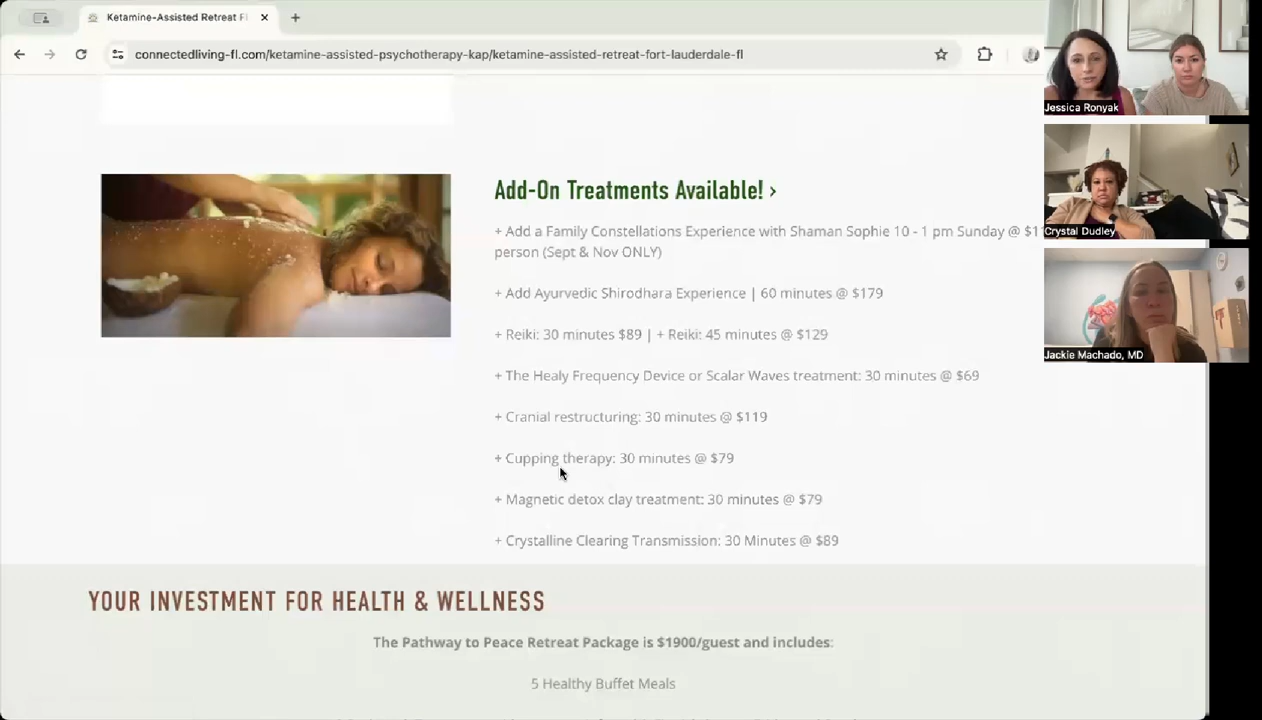 Ketamine-Assisted Retreat Fl
connectedliving-fl.com/ketamine-assisted-psychotherapy-kap/ketamine-assisted-retreat-fort-lauderdale-fl
Jessica Ronyak
Crystal Dudley
Jackie Machado, MD
Add-On Treatments Available! ›
+ Add a Family Constellations Experience with Shaman Sophie 10 - 1 pm Sunday @
person (Sept & Nov ONLY)
+ Add Ayurvedic Shirodhara Experience | 60 minutes @ $179
+ Reiki: 30 minutes $89 | + Reiki: 45 minutes @ $129
+ The Healy Frequency Device or Scalar Waves treatment: 30 minutes @ $69
+ Cranial restructuring: 30 minutes @ $119
+ Cupping therapy: 30 minutes @ $79
+ Magnetic detox clay treatment: 30 minutes @ $79
+ Crystalline Clearing Transmission: 30 Minutes @ $89
YOUR INVESTMENT FOR HEALTH & WELLNESS
The Pathway to Peace Retreat Package is $1900/guest and includes:
5 Healthy Buffet Meals